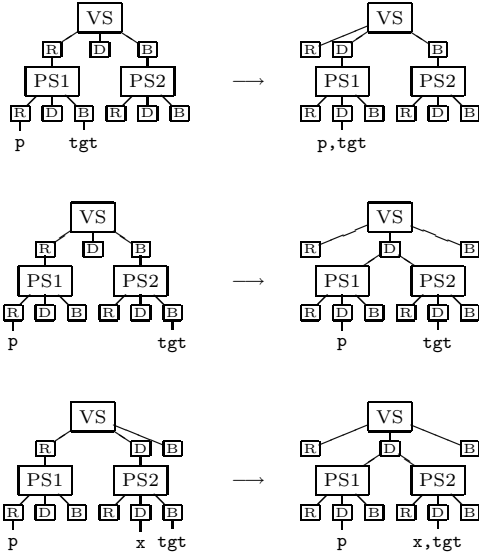 VS VS
R D B R D B
PS1 PS2 ⟶ PS1 PS2
R D B R D B R D B R D B
p tgt p,tgt
VS VS
R D B R D B
PS1 PS2 ⟶ PS1 PS2
R D B R D B R D B R D B
p tgt p tgt
VS VS
R D B R D B
PS1 PS2 ⟶ PS1 PS2
R D B R D B R D B R D B
p x tgt p x,tgt